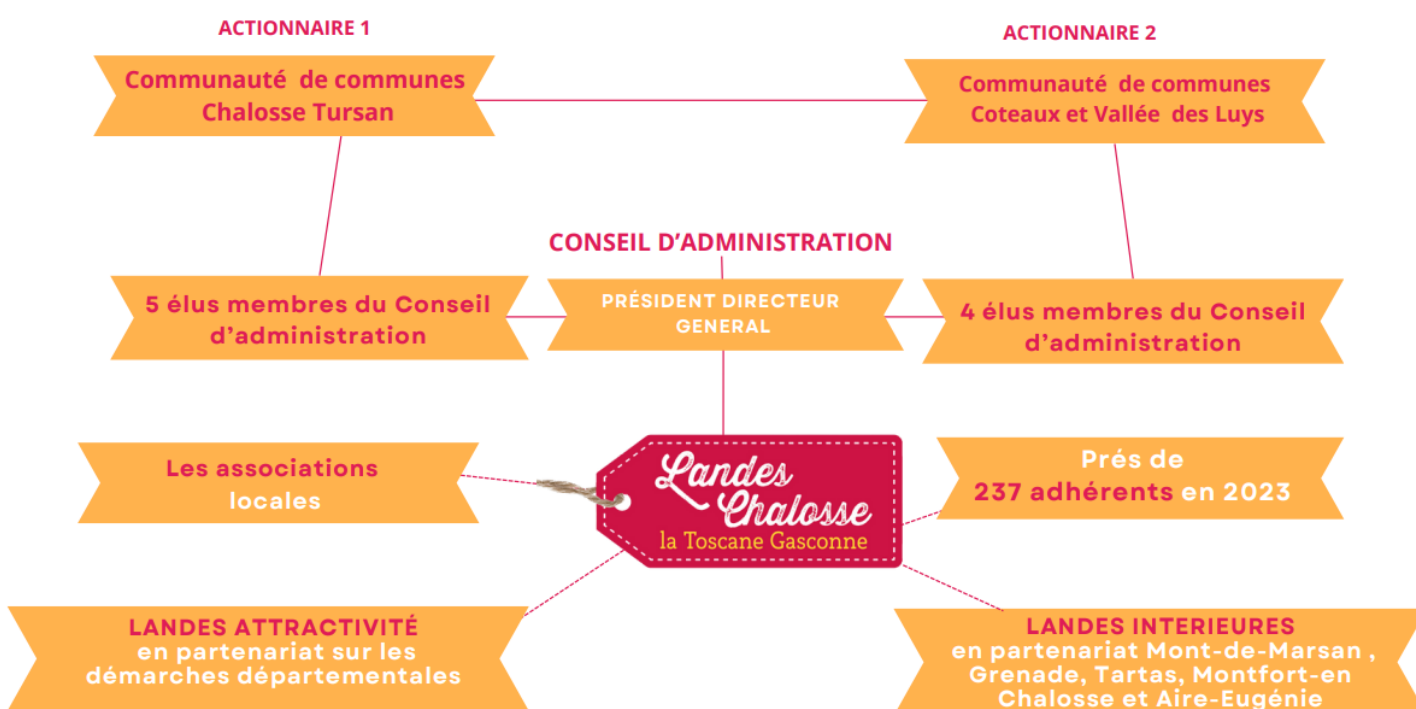 ACTIONNAIRE 1
Communauté de communes
Chalosse Tursan
ACTIONNAIRE 2
Communauté de communes
Coteaux et Vallée des Luys
CONSEIL D’ADMINISTRATION
5 élus membres du Conseil
d’administration
PRÉSIDENT DIRECTEUR
GENERAL
4 élus membres du Conseil
d’administration
Les associations
locales
Landes
Chalosse
la Toscane Gasconne
Prés de
237 adhérents en 2023
LANDES ATTRACTIVITÉ
en partenariat sur les
démarches départementales
LANDES INTERIEURES
en partenariat Mont-de-Marsan ,
Grenade, Tartas, Montfort-en
Chalosse et Aire-Eugénie